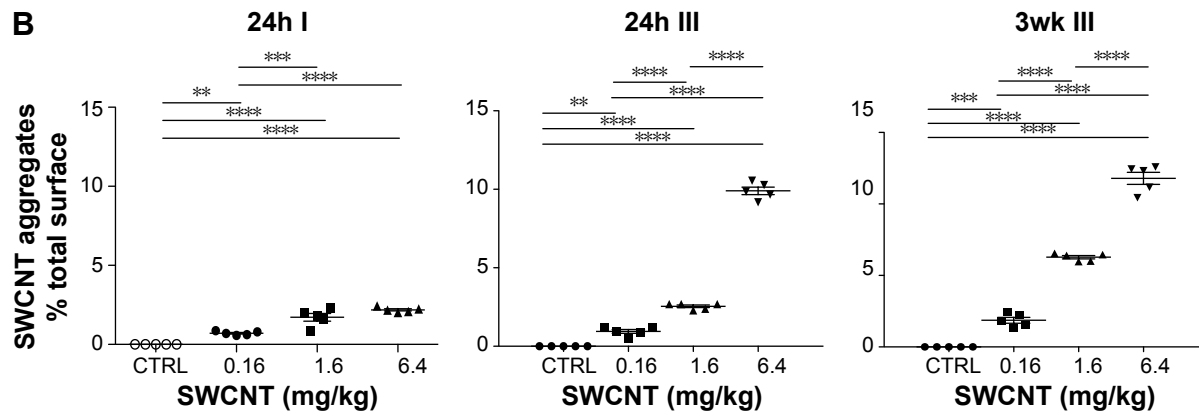 B
24h I
24h III
3wk III
SWCNT aggregates
% total surface
***
****
**
****
****
15
10
5
0
CTRL 0.16 1.6 6.4
SWCNT (mg/kg)
****
****
****
**
****
****
15
10
5
0
CTRL 0.16 1.6 6.4
SWCNT (mg/kg)
****
****
****
***
****
****
15
10
5
0
CTRL 0.16 1.6 6.4
SWCNT (mg/kg)